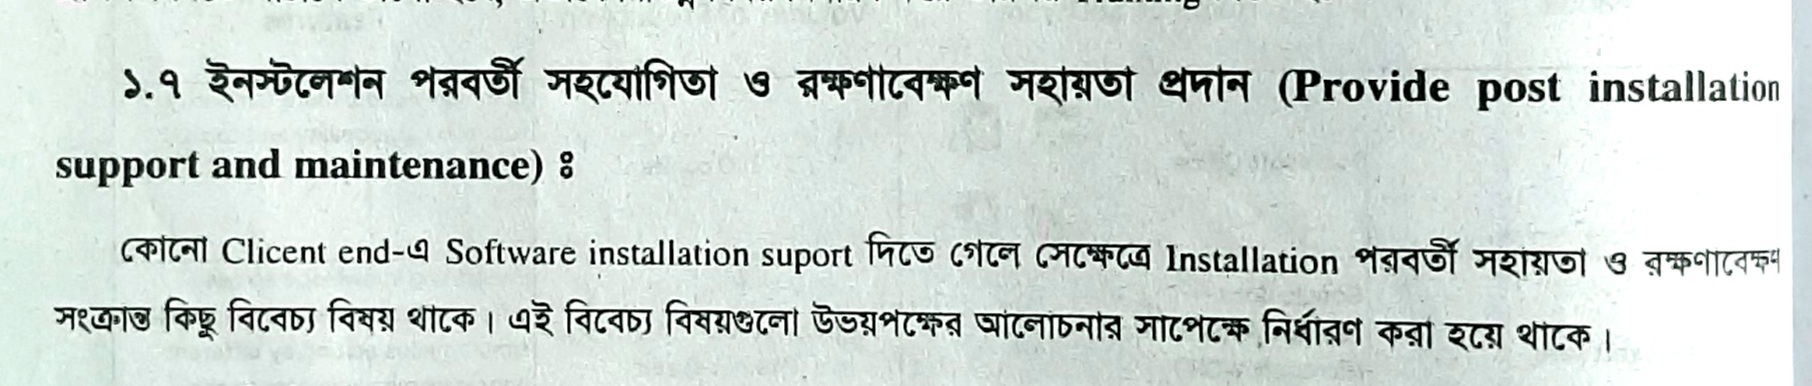 ১.৭ ইনস্টলেশন পরবর্তী সহযোগিতা ও রক্ষণাবেক্ষণ সহায়তা প্রদান (Provide post installation
support and maintenance) ঃ
কোনো Clicent end-এ Software installation suport দিতে গেলে সেক্ষেত্রে Installation পরবর্তী সহায়তা ও রক্ষণাবেক্ষণ
সংক্রান্ত কিছু বিবেচ্য বিষয় থাকে। এই বিবেচ্য বিষয়গুলো উভয়পক্ষের আলোচনার সাপেক্ষে নির্ধারণ করা হয়ে থাকে।